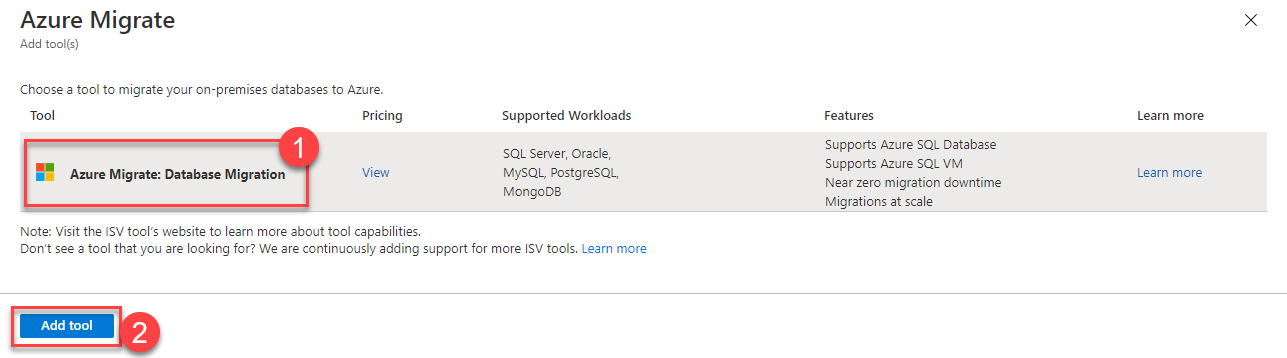 Azure Migrate
Add tool(s)
Choose a tool to migrate your on-premises databases to Azure.
Tool Pricing Supported Workloads Features Learn more
1
Azure Migrate: Database Migration
View
SQL Server, Oracle,
MySQL, PostgreSQL,
MongoDB
Supports Azure SQL Database
Supports Azure SQL VM
Near zero migration downtime
Migrations at scale
Learn more
Note: Visit the ISV tool's website to learn more about tool capabilities.
Don't see a tool that you are looking for? We are continuously adding support for more ISV tools. Learn more
Add tool
2